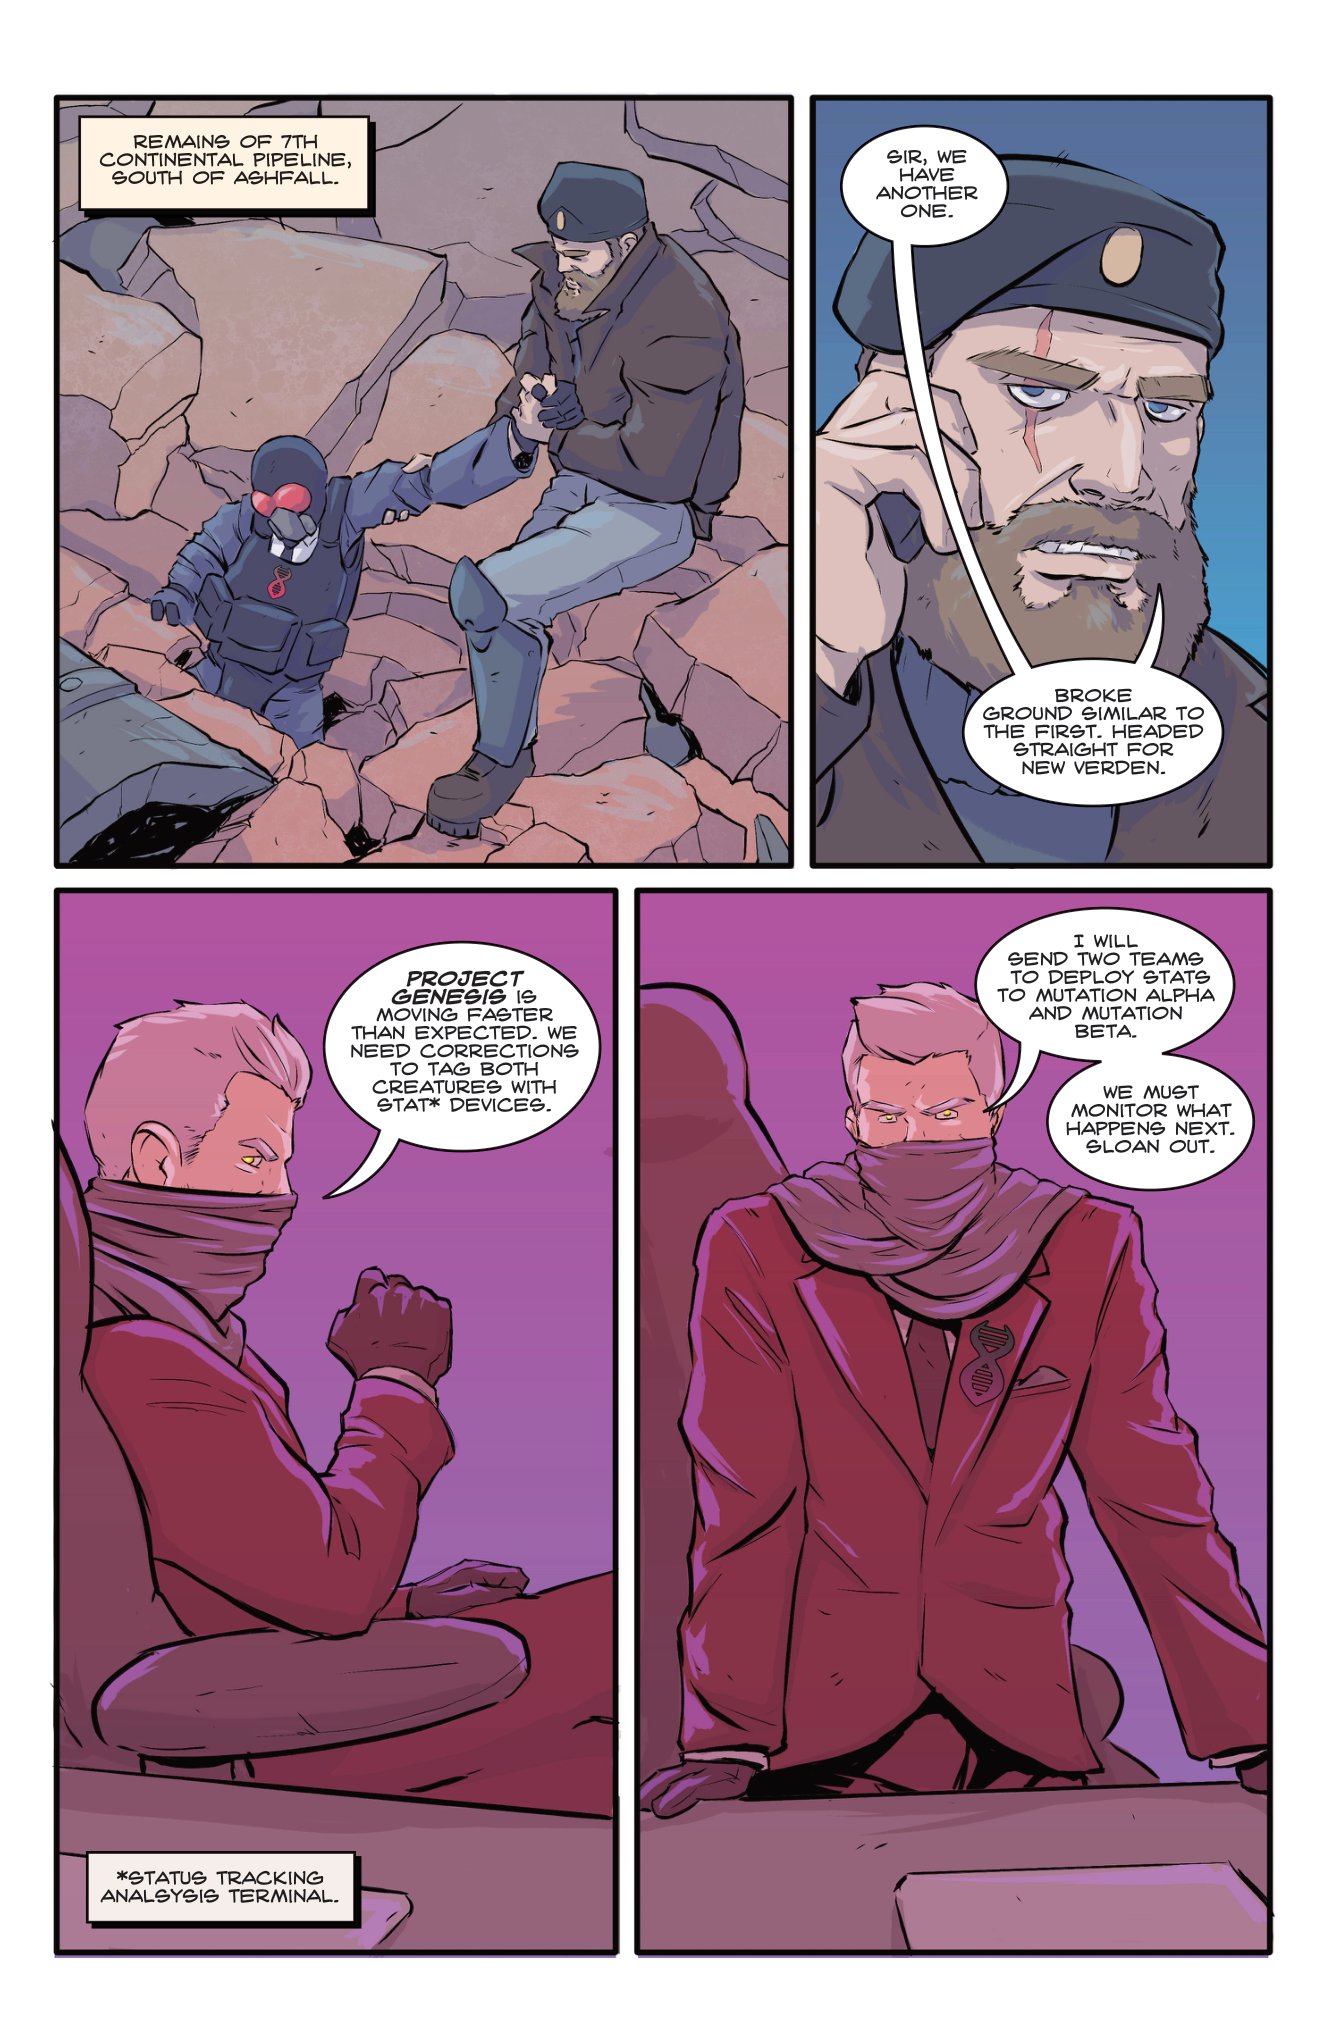 REMAINS OF 7TH
CONTINENTAL PIPELINE,
SOUTH OF ASHFALL.
SIR, WE
HAVE
ANOTHER
ONE.
BROKE
GROUND SIMILAR TO
THE FIRST. HEADED
STRAIGHT FOR
NEW VERDEN.
PROJECT
GENESIS IS
MOVING FASTER
THAN EXPECTED. WE
NEED CORRECTIONS
TO TAG BOTH
CREATURES WITH
STAT* DEVICES.
*STATUS TRACKING
ANALSYSIS TERMINAL.
I WILL
SEND TWO TEAMS
TO DEPLOY STATS
TO MUTATION ALPHA
AND MUTATION
BETA.
WE MUST
MONITOR WHAT
HAPPENS NEXT.
SLOAN OUT.